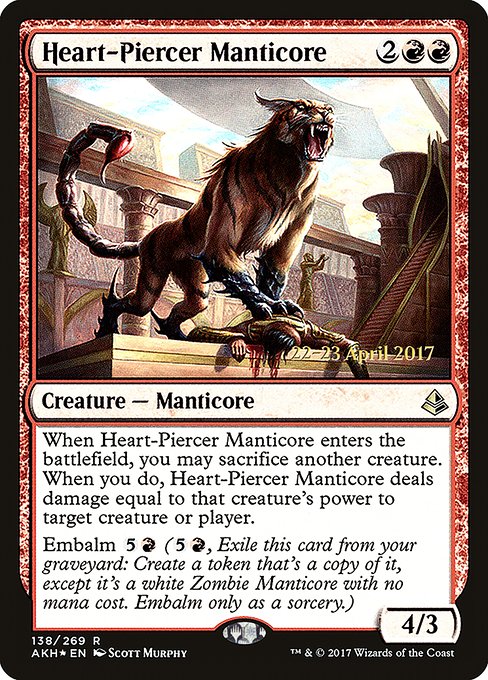 Heart-Piercer Manticore 2
22–23 April 2017
Creature — Manticore
When Heart-Piercer Manticore enters the
battlefield, you may sacrifice another creature.
When you do, Heart-Piercer Manticore deals
damage equal to that creature's power to
target creature or player.
Embalm 5 (5, Exile this card from your
graveyard: Create a token that's a copy of it,
except it's a white Zombie Manticore with no
mana cost. Embalm only as a sorcery.)
4/3
138/269 R
AKH★EN Scott Murphy
™ & © 2017 Wizards of the Coast